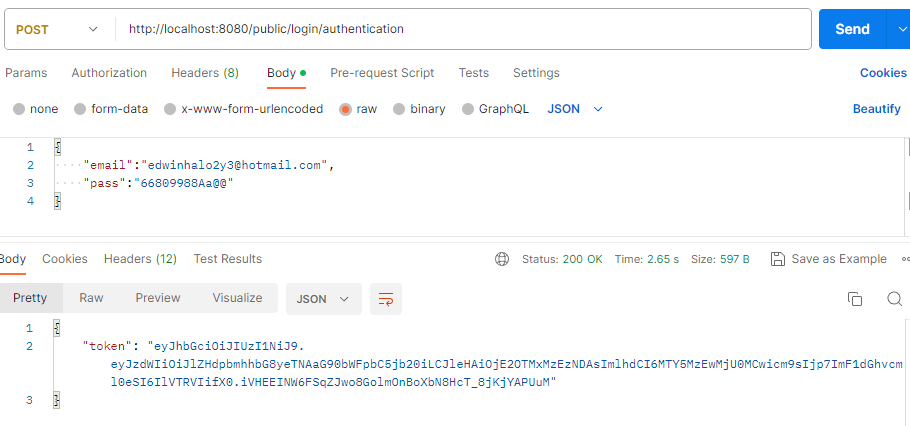 POST http://localhost:8080/public/login/authentication Send
Params Authorization Headers (8) Body Pre-request Script Tests Settings Cookies
none form-data x-www-form-urlencoded raw binary GraphQL JSON Beautify
1 {
2 "email":"edwinhalo2y3@hotmail.com",
3 "pass":"66809988Aa@@"
4 }
Body Cookies Headers (12) Test Results Status: 200 OK Time: 2.65 s Size: 597 B Save as Example
Pretty Raw Preview Visualize JSON
1 {
2 "token": "eyJhbGciOiJIUzI1NiJ9.
eyJzdWIiOiJlZHdpbmhhbG8yeTNAaG90bWFpbC5jb20iLCJleHAiOjE2OTMxMzEzNDAsImlhdCI6MTY5MzEwMjU0MCwicm9sIjp7ImF1dGhvcm
l0eSI6IlVTRVIifX0.iVHEEINW6FSqZJwo8GolmOnBoXbN8HcT_8jKjYAPUuM"
3 }